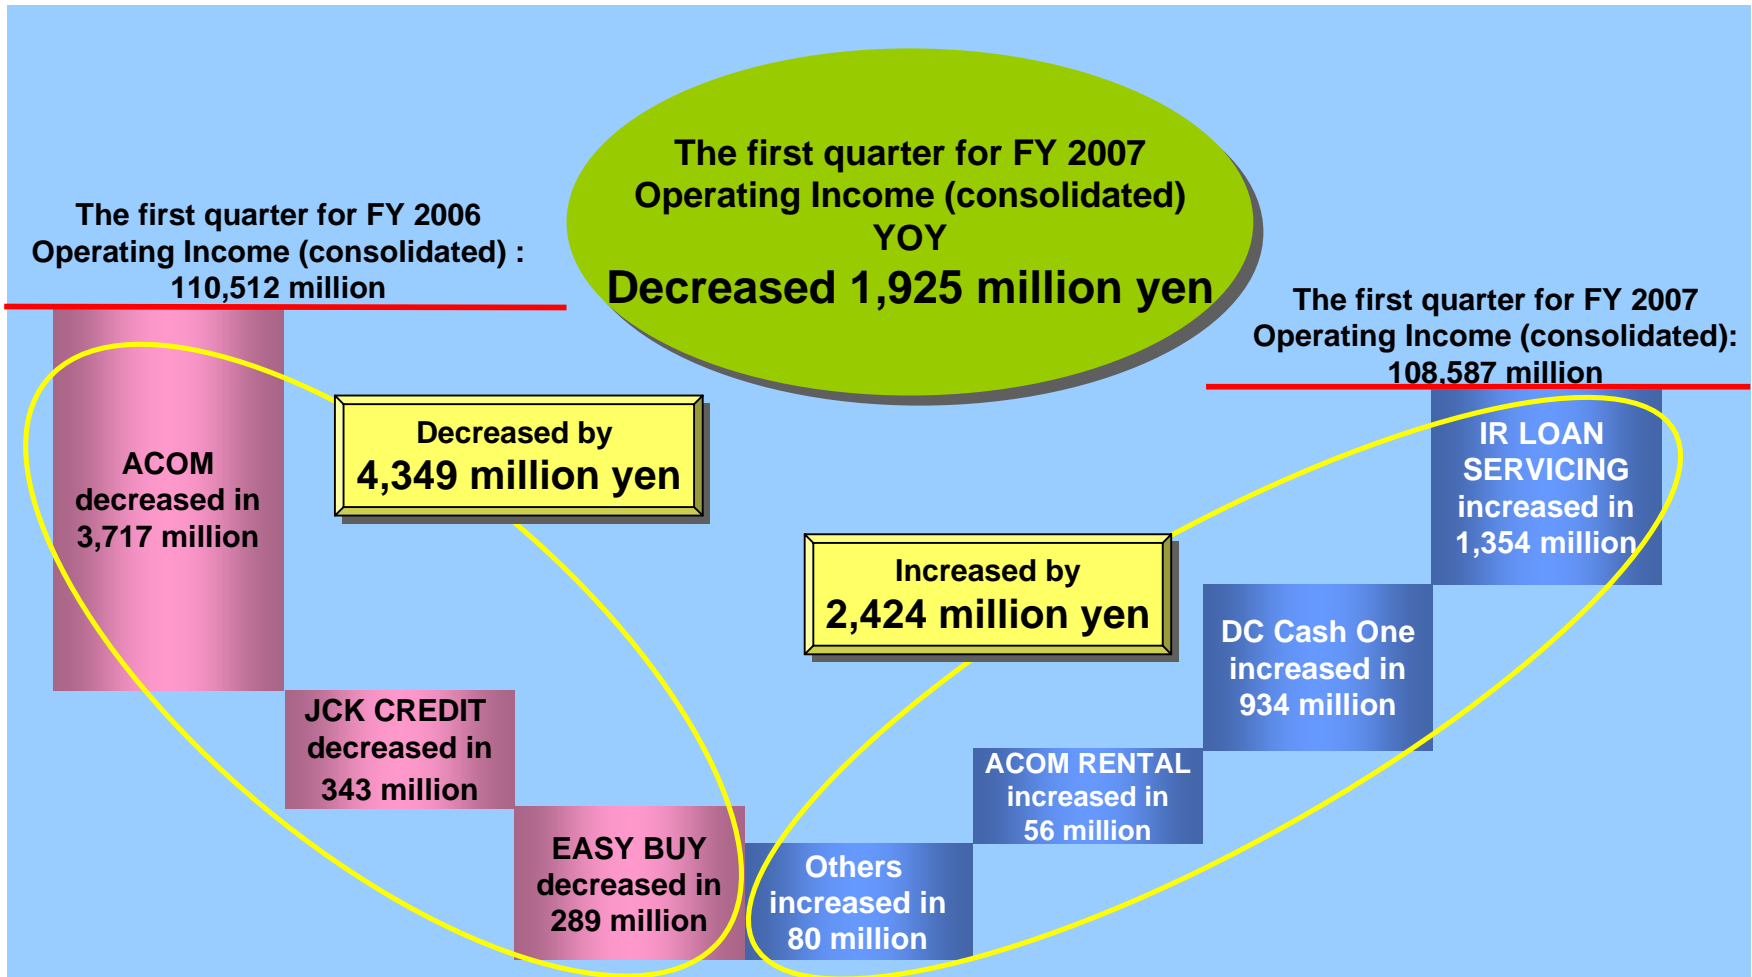 The first quarter for FY 2007
Operating Income (consolidated)
YOY
Decreased 1,925 million yen
The first quarter for FY 2006
Operating Income (consolidated) :
110,512 million
The first quarter for FY 2007
Operating Income (consolidated):
108,587 million
ACOM
decreased in
3,717 million
Decreased by
4,349 million yen
JCK CREDIT
decreased in
343 million
EASY BUY
decreased in
289 million
Increased by
2,424 million yen
Others
increased in
80 million
ACOM RENTAL
increased in
56 million
DC Cash One
increased in
934 million
IR LOAN
SERVICING
increased in
1,354 million